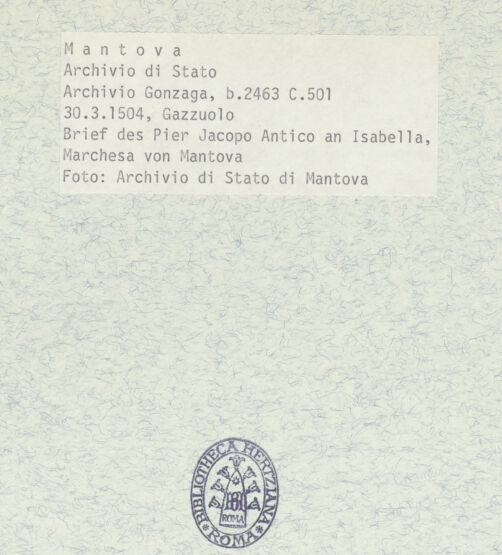 M a n t o v a
Archivio di Stato
Archivio Gonzaga, b.2463 C.501
30.3.1504, Gazzuolo
Brief des Pier Jacopo Antico an Isabella,
Marchesa von Mantova
Foto: Archivio di Stato di Mantova
BIBLIOTHECA HERTZIANA
ROMA
ROMA